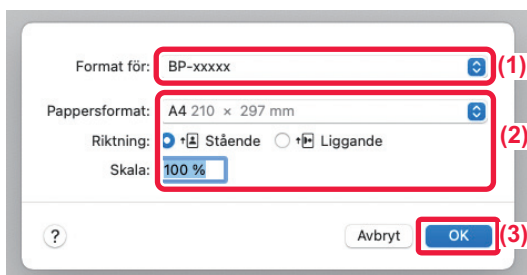 Format för: BP-xxxxx (1)
Pappersformat: A4 210 × 297 mm
Riktning: Stående Liggande (2)
Skala: 100 %
? Avbryt OK (3)